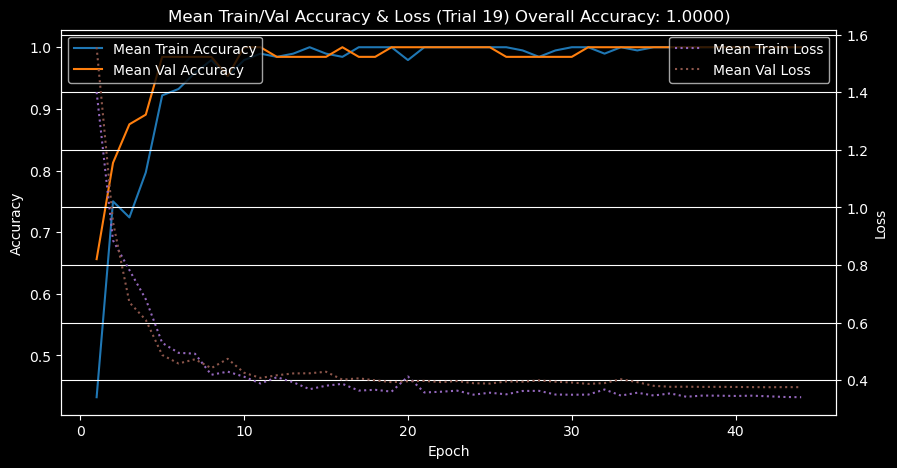 Mean Train/Val Accuracy & Loss (Trial 19) Overall Accuracy: 1.0000)
Mean Train Accuracy
Mean Val Accuracy
Mean Train Loss
Mean Val Loss
1.0
0.9
0.8
0.7
0.6
0.5
Accuracy
1.6
1.4
1.2
1.0
0.8
0.6
0.4
Loss
0
10
20
30
40
Epoch